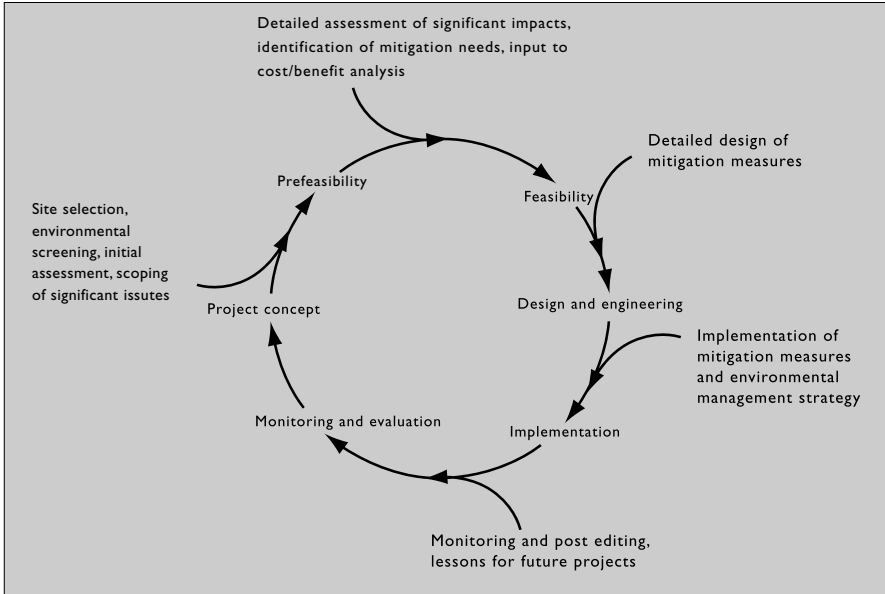 Detailed assessment of significant impacts,
identification of mitigation needs, input to
cost/benefit analysis
Detailed design of
mitigation measures
Prefeasibility
Feasibility
Site selection,
environmental
screening, initial
assessment, scoping
of significant issutes
Project concept
Design and engineering
Implementation of
mitigation measures
and environmental
management strategy
Monitoring and evaluation
Implementation
Monitoring and post editing,
lessons for future projects